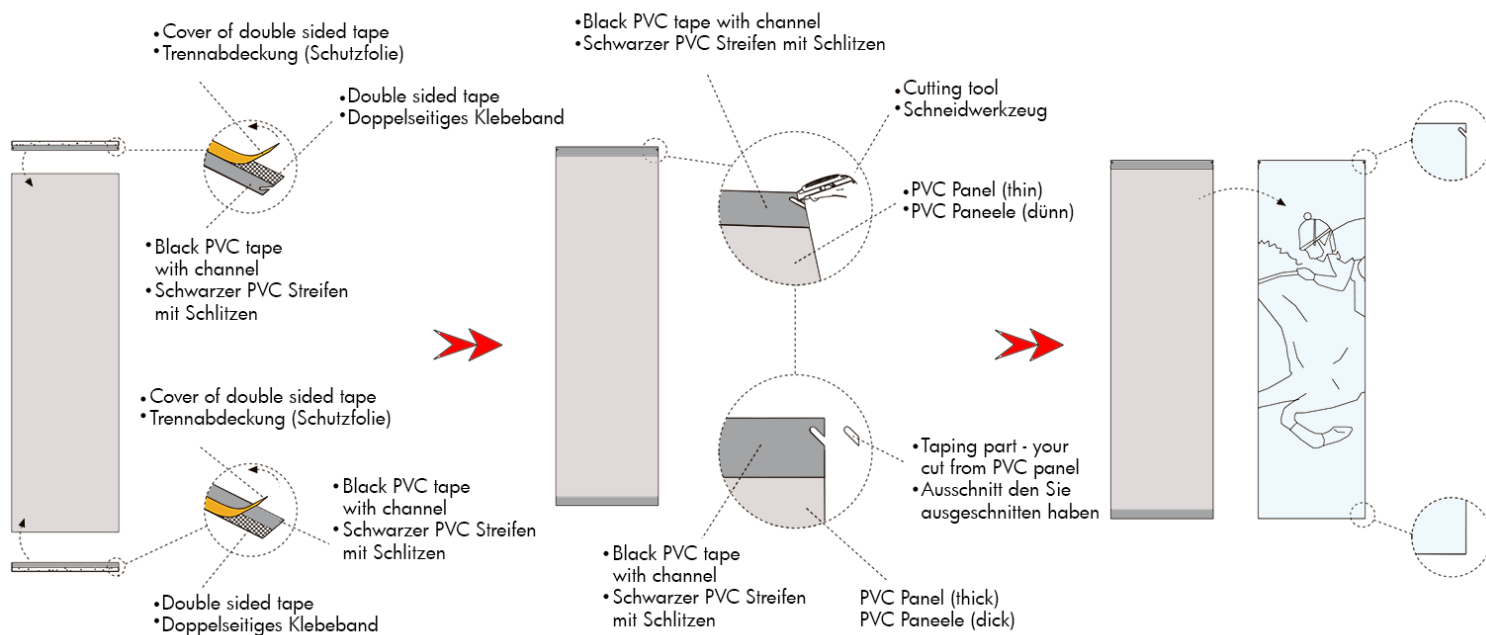 • Cover of double sided tape
• Trennabdeckung (Schutzfolie)
• Double sided tape
• Doppelseitiges Klebeband
• Black PVC tape
with channel
• Schwarzer PVC Streifen
mit Schlitzen
• Cover of double sided tape
• Trennabdeckung (Schutzfolie)
• Black PVC tape
with channel
• Schwarzer PVC Streifen
mit Schlitzen
• Double sided tape
• Doppelseitiges Klebeband
• Black PVC tape with channel
• Schwarzer PVC Streifen mit Schlitzen
• Cutting tool
• Schneidwerkzeug
• PVC Panel (thin)
• PVC Paneele (dünn)
• Taping part - your
cut from PVC panel
• Ausschnitt den Sie
ausgeschnitten haben
• Black PVC tape
with channel
• Schwarzer PVC Streifen
mit Schlitzen
PVC Panel (thick)
PVC Paneele (dick)